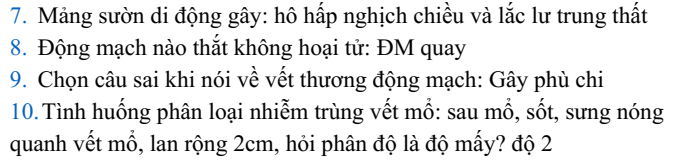 7. Mảng sườn di động gây: hô hấp nghịch chiều và lắc lư trung thất
8. Động mạch nào thắt không hoại tử: ĐM quay
9. Chọn câu sai khi nói về vết thương động mạch: Gây phù chi
10. Tình huống phân loại nhiễm trùng vết mổ: sau mổ, sốt, sưng nóng
quanh vết mổ, lan rộng 2cm, hỏi phân độ là độ mấy? độ 2